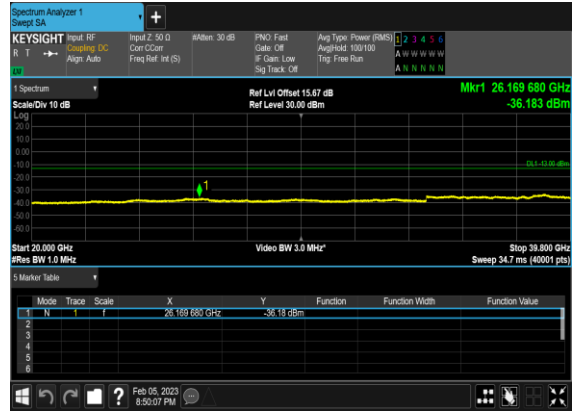 Spectrum Analyzer 1
Swept SA
+
KEYSIGHT Input: RF Input Z: 50 Ω #Atten: 30 dB PNO: Fast Avg Type: Power (RMS) 1 2 3 4 5 6
R T Coupling: DC Corr CCorr Gate: Off Avg|Hold: 100/100 A W W W W W
Align: Auto Freq Ref: Int (S) IF Gain: Low Trig: Free Run
Sig Track: Off A N N N N N
1 Spectrum Ref Lvl Offset 15.67 dB Mkr1 26.169 680 GHz
Scale/Div 10 dB Ref Level 30.00 dBm -36.183 dBm
Log
20.0
10.0
0.00
-10.0 DL1 -13.00 dBm
-20.0
-30.0 1
-40.0
-50.0
-60.0
Start 20.000 GHz Video BW 3.0 MHz* Stop 39.800 GHz
#Res BW 1.0 MHz Sweep 34.7 ms (40001 pts)
5 Marker Table
Mode Trace Scale X Y Function Function Width Function Value
1 N 1 f 26.169 680 GHz -36.18 dBm
2
3
4
5
6
? Feb 05, 2023
8:50:07 PM